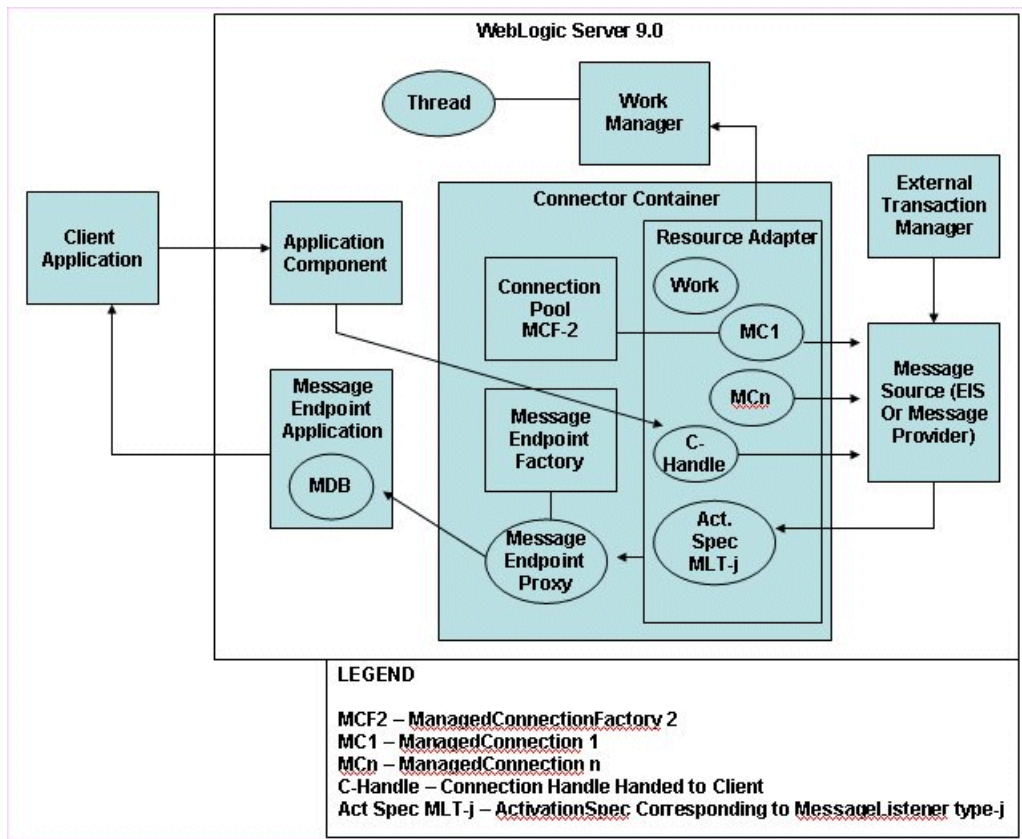 WebLogic Server 9.0
Thread
Work
Manager
External
Transaction
Manager
Connector Container
Client
Application
Application
Component
Resource Adapter
Work
Connection
Pool
MCF-2
MC1
Message
Source (EIS
Or Message
Provider)
Message
Endpoint
Application
MDB
MCn
Message
Endpoint
Factory
C-
Handle
Message
Endpoint
Proxy
Act.
Spec
MLT-j
LEGEND
MCF2 – ManagedConnectionFactory 2
MC1 – ManagedConnection 1
MCn – ManagedConnection n
C-Handle – Connection Handle Handed to Client
Act Spec MLT-j – ActivationSpec Corresponding to MessageListener type-j